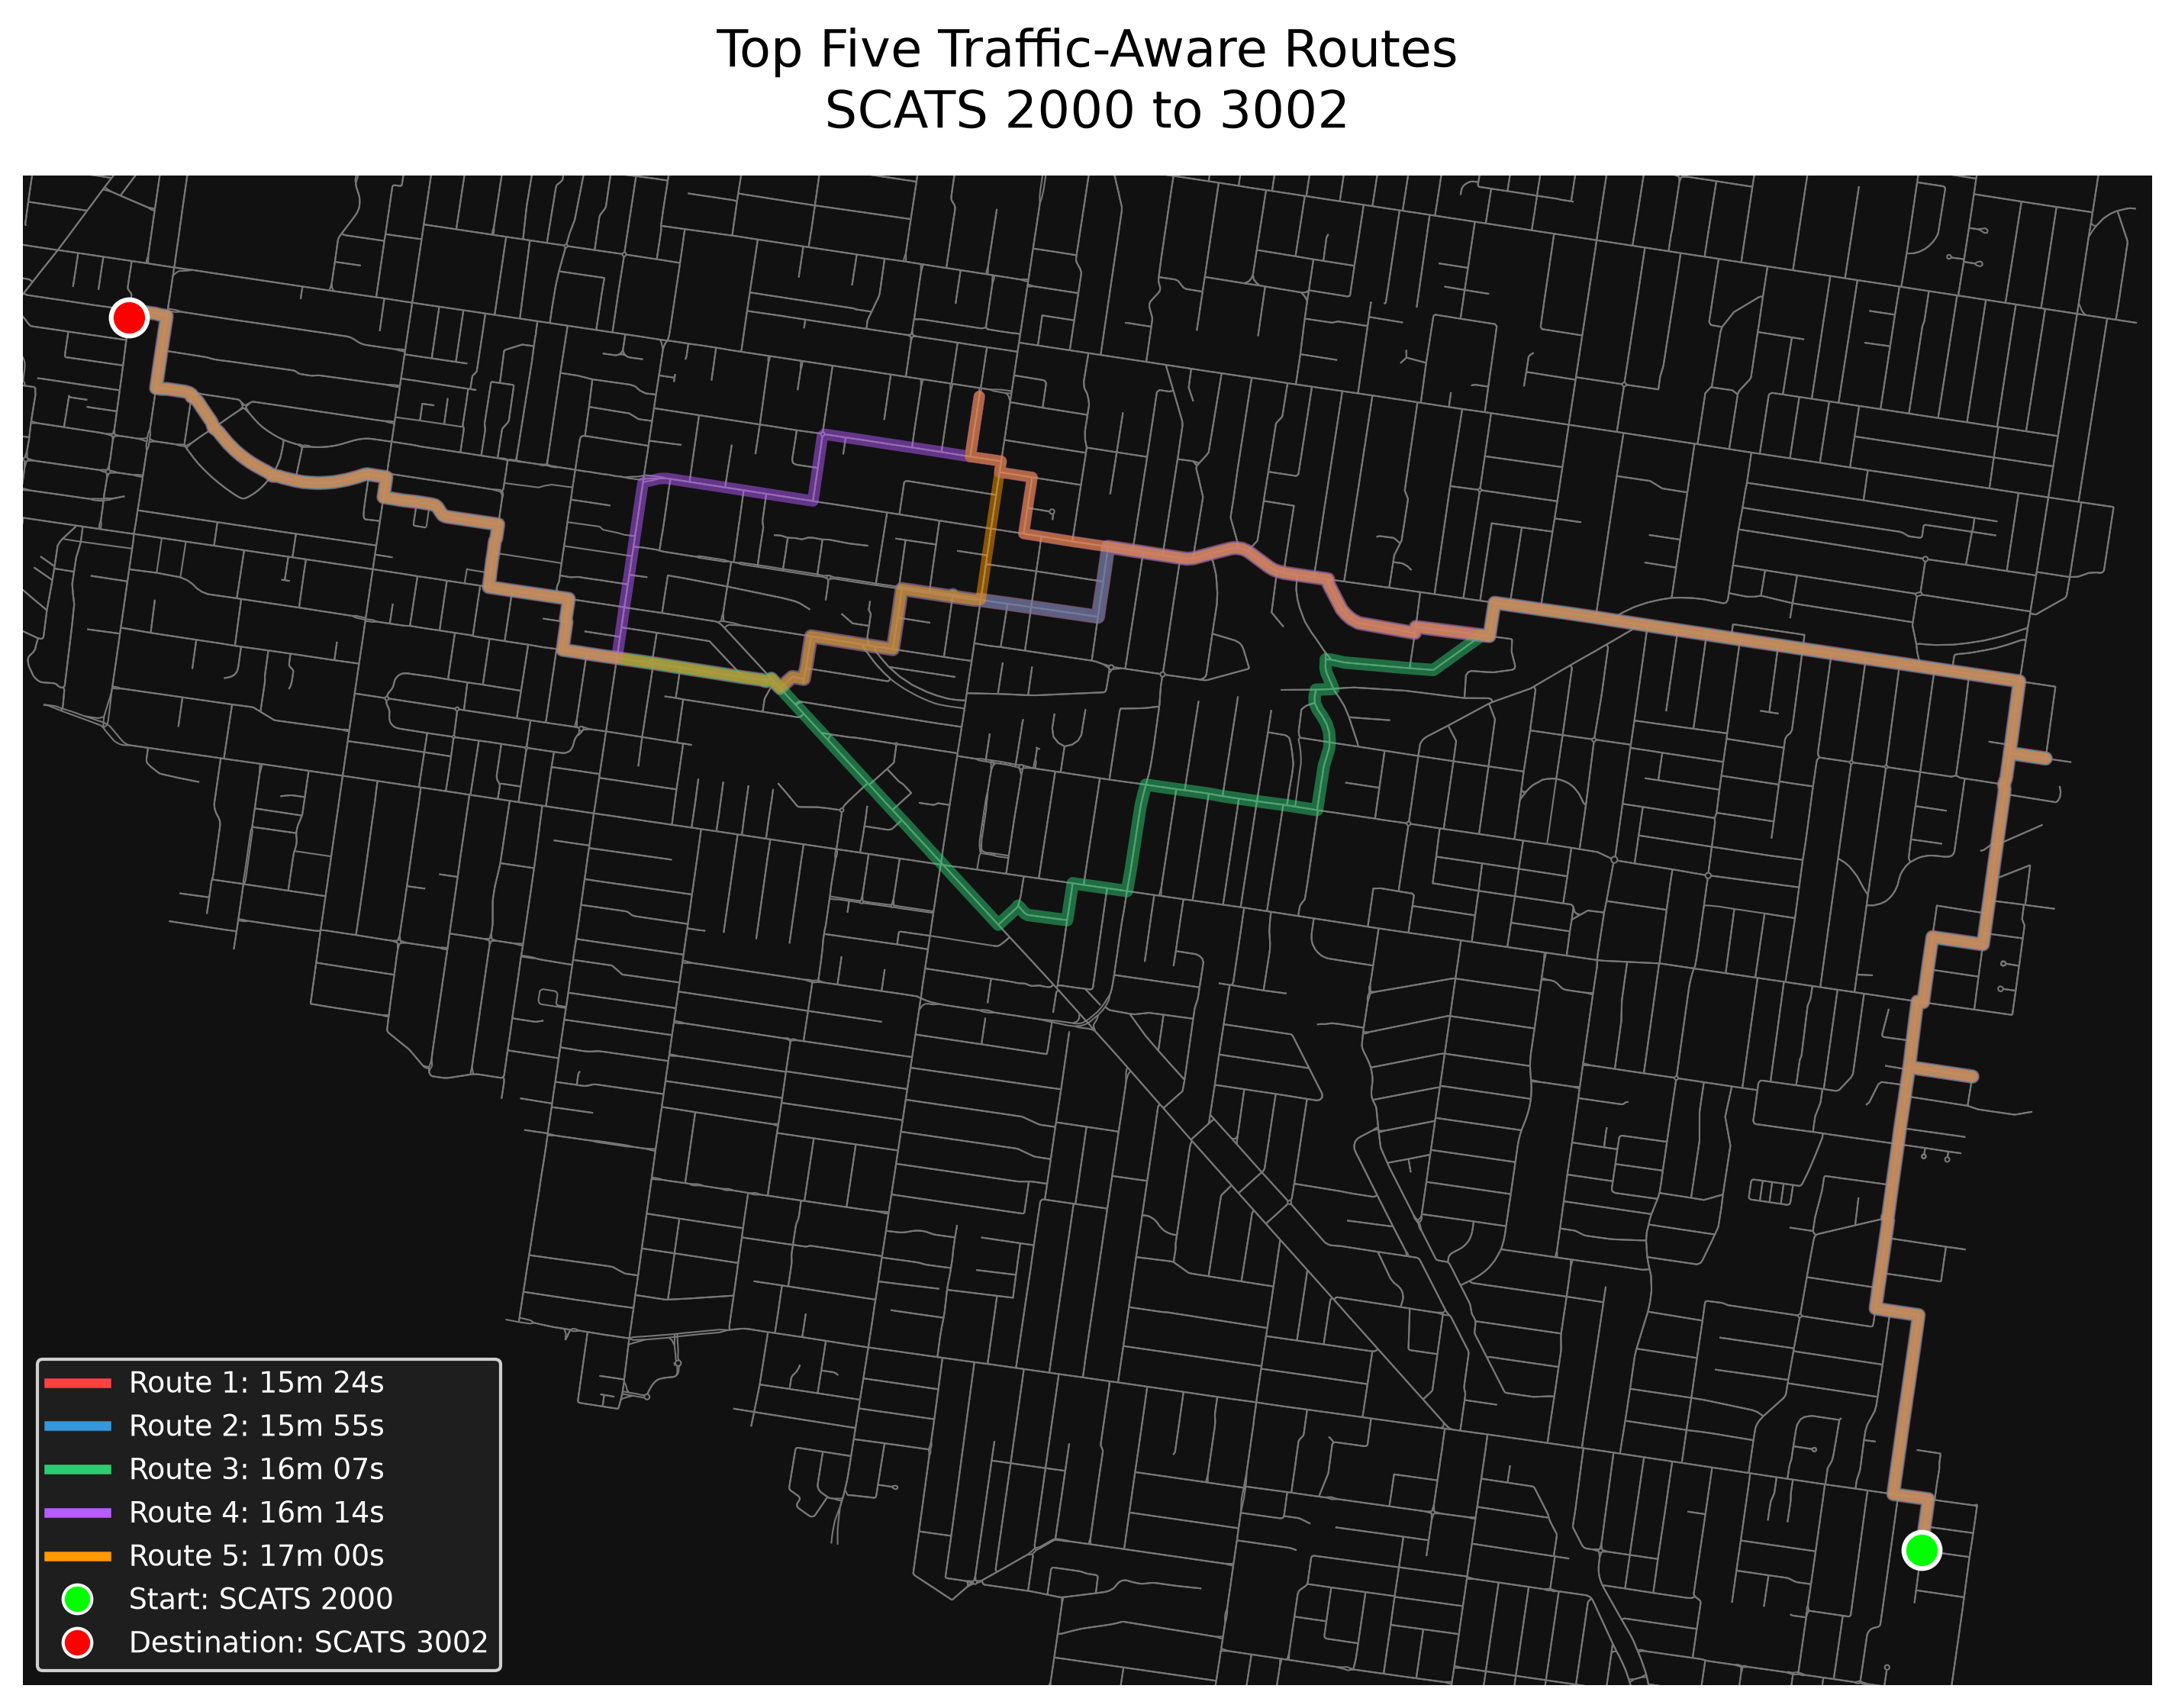 Top Five Traffic-Aware Routes
SCATS 2000 to 3002
Route 1: 15m 24s
Route 2: 15m 55s
Route 3: 16m 07s
Route 4: 16m 14s
Route 5: 17m 00s
Start: SCATS 2000
Destination: SCATS 3002